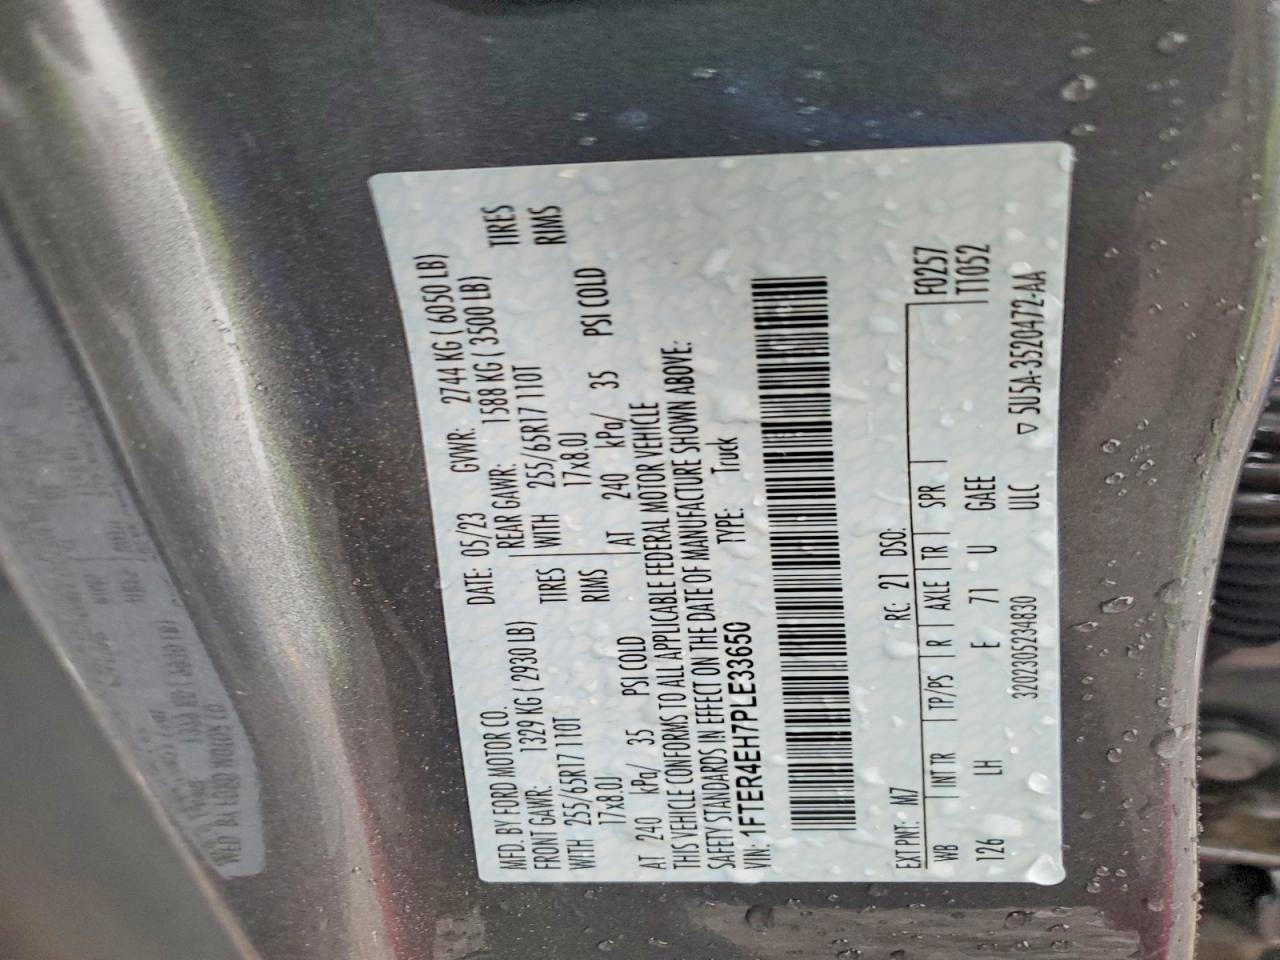 MFD. BY FORD MOTOR CO.
DATE: 05/23 GVWR: 2744 KG ( 6050 LB)
FRONT GAWR: 1329 KG ( 2930 LB)
REAR GAWR: 1588 KG ( 3500 LB)
WITH 255/65R17 110T TIRES
WITH 255/65R17 110T TIRES
17x8.0J RIMS
17x8.0J RIMS
AT 240 kPa/ 35 PSI COLD
AT 240 kPa/ 35 PSI COLD
THIS VEHICLE CONFORMS TO ALL APPLICABLE FEDERAL MOTOR VEHICLE
SAFETY STANDARDS IN EFFECT ON THE DATE OF MANUFACTURE SHOWN ABOVE:
VIN: 1FTER4EH7PLE33650 TYPE: Truck
EXT PNT: M7 RC: 21 DSO: F0257
WB INT TR TP/PS R AXLE TR SPR T1052
126 LH E 71 U GAEE
3202305234830 ULC ▽ 5U5A-3520472-AA